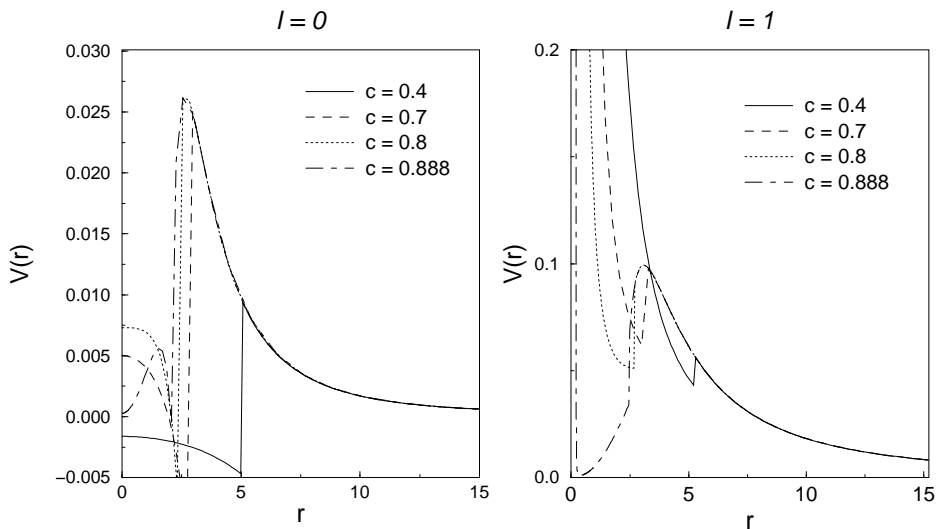 l = 0
0.030
0.025
0.020
0.015
0.010
0.005
0.000
−0.005
V(r)
c = 0.4
c = 0.7
c = 0.8
c = 0.888
0
5
10
15
r
l = 1
0.2
0.1
0.0
V(r)
c = 0.4
c = 0.7
c = 0.8
c = 0.888
0
5
10
15
r